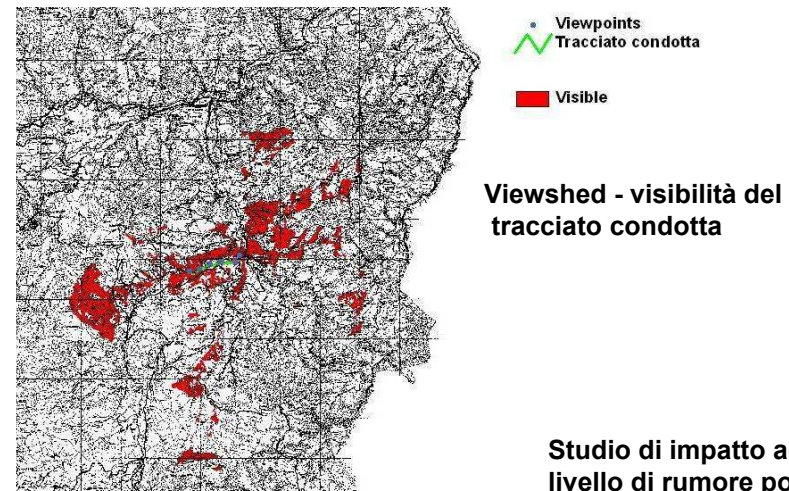 Viewpoints
Tracciato condotta
Visible
Viewshed - visibilità del
tracciato condotta
Studio di impatto a
livello di rumore po